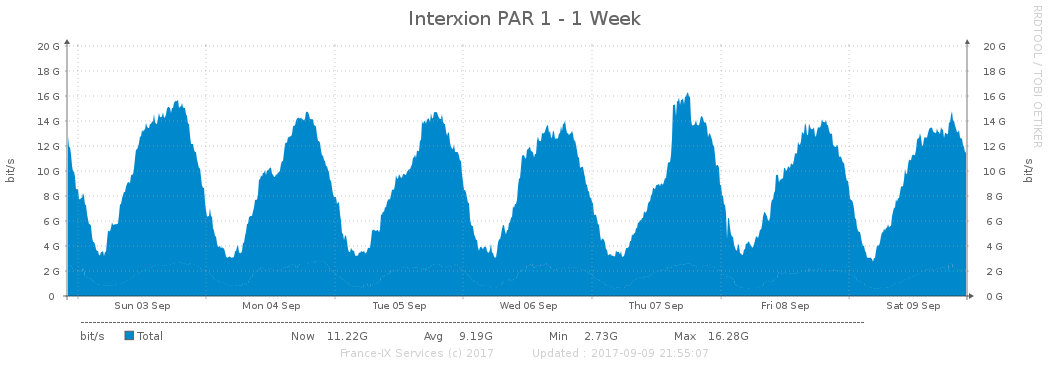 Interxion PAR 1 - 1 Week
RRDTOOL / TOBI OETIKER
bit/s
20 G
18 G
16 G
14 G
12 G
10 G
8 G
6 G
4 G
2 G
0
20 G
18 G
16 G
14 G
12 G
10 G
8 G
6 G
4 G
2 G
0 G
bit/s
Sun 03 Sep Mon 04 Sep Tue 05 Sep Wed 06 Sep Thu 07 Sep Fri 08 Sep Sat 09 Sep
bit/s Total Now 11.22G Avg 9.19G Min 2.73G Max 16.28G
France-IX Services (c) 2017 Updated : 2017-09-09 21:55:07